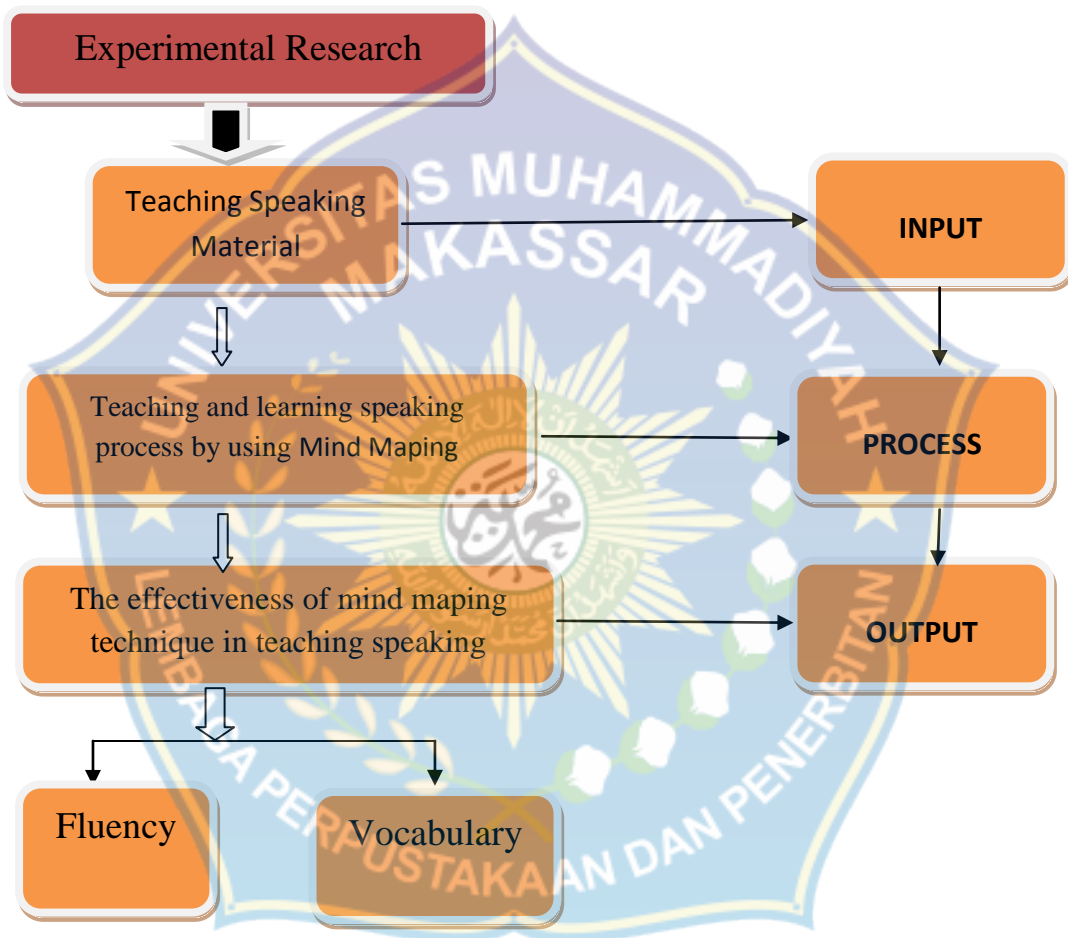 Experimental Research
Teaching Speaking
Material
INPUT
Teaching and learning speaking
process by using Mind Maping
PROCESS
The effectiveness of mind maping
technique in teaching speaking
OUTPUT
Fluency
Vocabulary
UNIVERSITAS MUHAMMADIYAH
MAKASSAR
LEMBAGA PERPUSTAKAAN DAN PENERBITAN